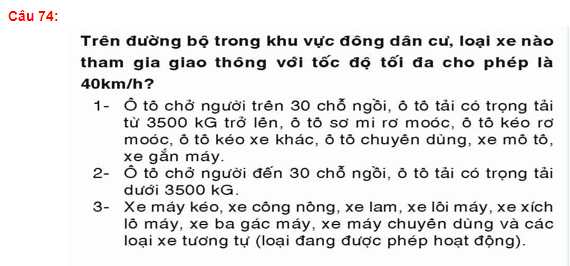 Câu 74:
Trên đường bộ trong khu vực đông dân cư, loại xe nào
tham gia giao thông với tốc độ tối đa cho phép là
40km/h?
1- Ô tô chở người trên 30 chỗ ngồi, ô tô tải có trọng tải
từ 3500 kG trở lên, ô tô sơ mi rơ moóc, ô tô kéo rơ
moóc, ô tô kéo xe khác, ô tô chuyên dùng, xe mô tô,
xe gắn máy.
2- Ô tô chở người đến 30 chỗ ngồi, ô tô tải có trọng tải
dưới 3500 kG.
3- Xe máy kéo, xe công nông, xe lam, xe lôi máy, xe xích
lô máy, xe ba gác máy, xe máy chuyên dùng và các
loại xe tương tự (loại đang được phép hoạt động).